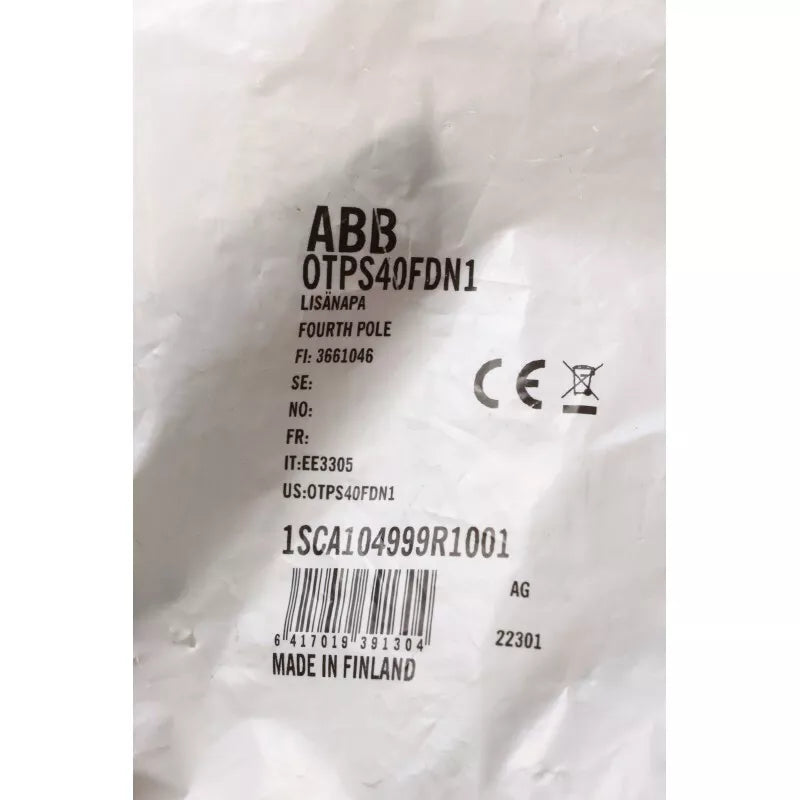 ABB
OTPS40FDN1
LISÄNAPA
FOURTH POLE
FI: 3661046
SE:
NO:
FR:
IT:EE3305
US:OTPS40FDN1
1SCA104999R1001
AG
6 417019 391304
22301
MADE IN FINLAND
CE